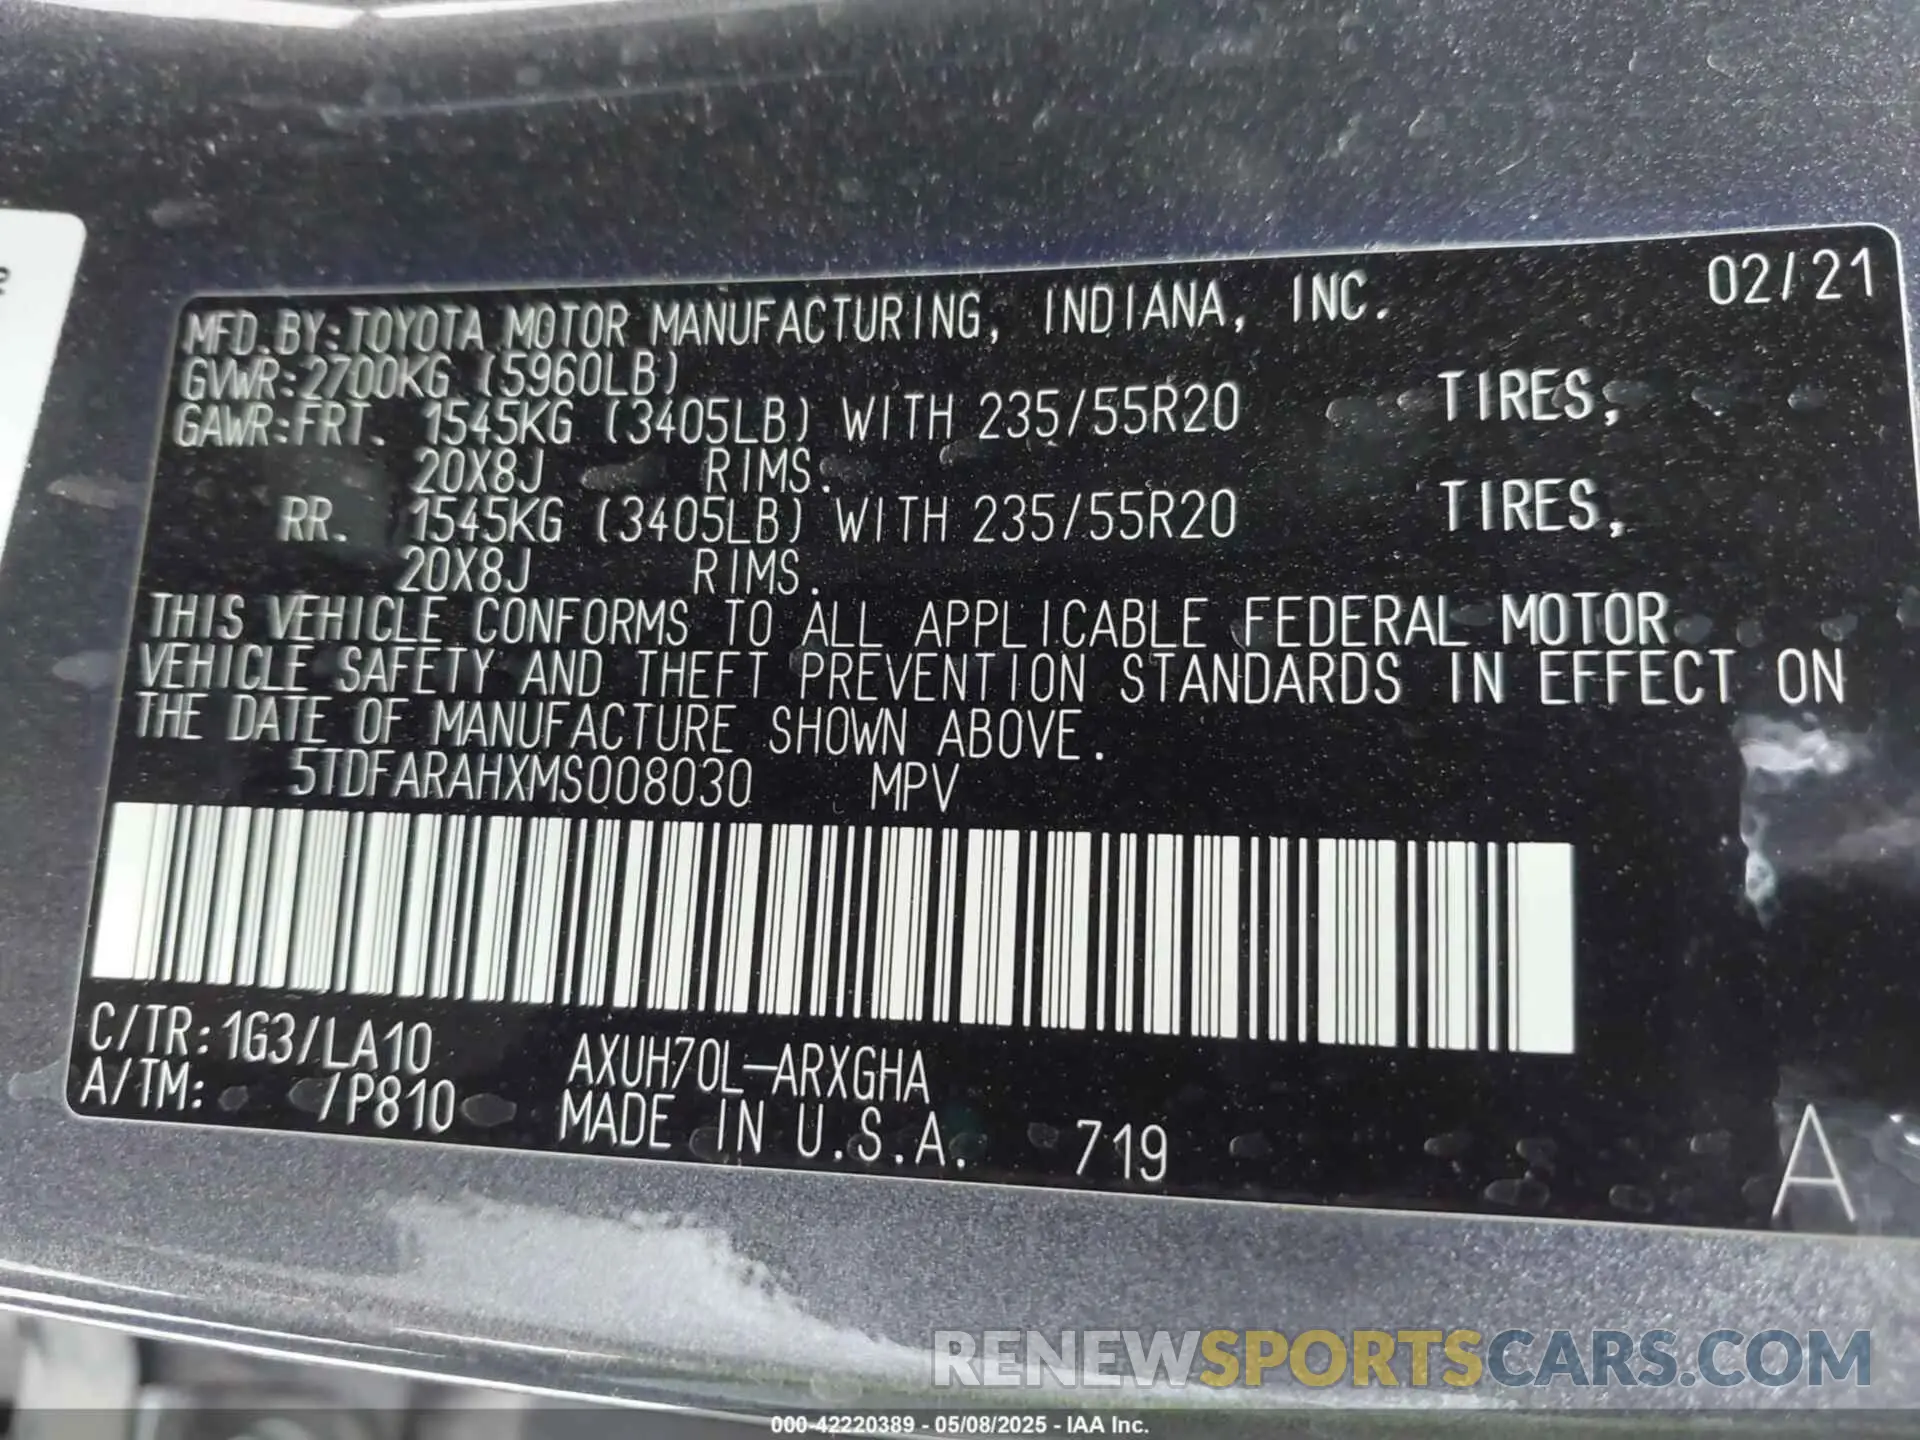 02/21
MFD.BY:TOYOTA MOTOR MANUFACTURING, INDIANA, INC.
GVWR:2700KG (5960LB)
GAWR:FRT. 1545KG (3405LB) WITH 235/55R20 TIRES,
20X8J RIMS.
RR. 1545KG (3405LB) WITH 235/55R20 TIRES,
20X8J RIMS.
THIS VEHICLE CONFORMS TO ALL APPLICABLE FEDERAL MOTOR
VEHICLE SAFETY AND THEFT PREVENTION STANDARDS IN EFFECT ON
THE DATE OF MANUFACTURE SHOWN ABOVE.
5TDFARAHXMS008030 MPV
C/TR:1G3/LA10 AXUH70L-ARXGHA
A/TM: /P810 MADE IN U.S.A. 719
A
RENEWSPORTSCARS.COM
000-42220389 - 05/08/2025 - IAA Inc.